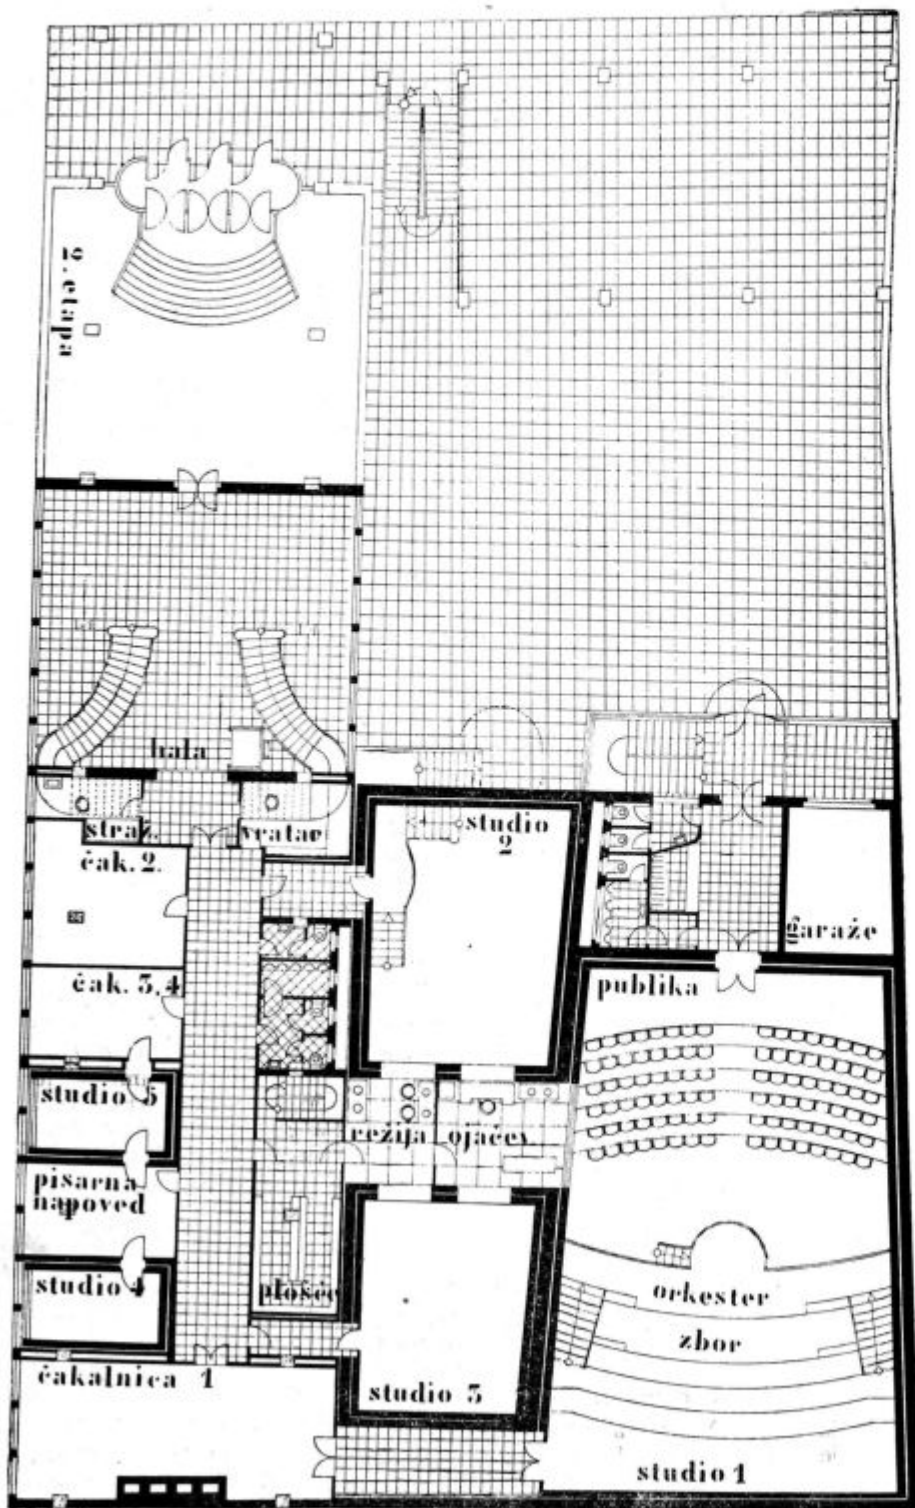 2. etapa
hala
straž.
vratar
studio
2
čak. 2.
garaže
čak. 3, 4
publika
studio 5
režija
ojačev.
pisarna
napoved
studio 4
plošče
orkester
zbor
čakalnica 1
studio 3
studio 1